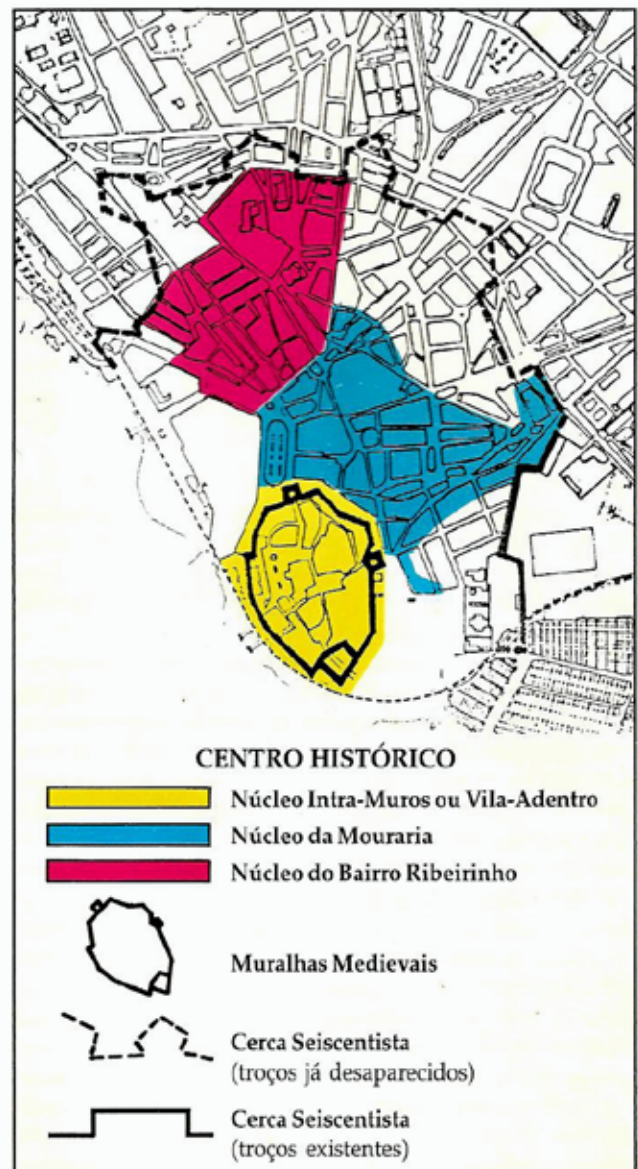 CENTRO HISTÓRICO
Núcleo Intra-Muros ou Vila-Adentro
Núcleo da Mouraria
Núcleo do Bairro Ribeirinho
Muralhas Medievais
Cerca Seiscentista
(troços já desaparecidos)
Cerca Seiscentista
(troços existentes)